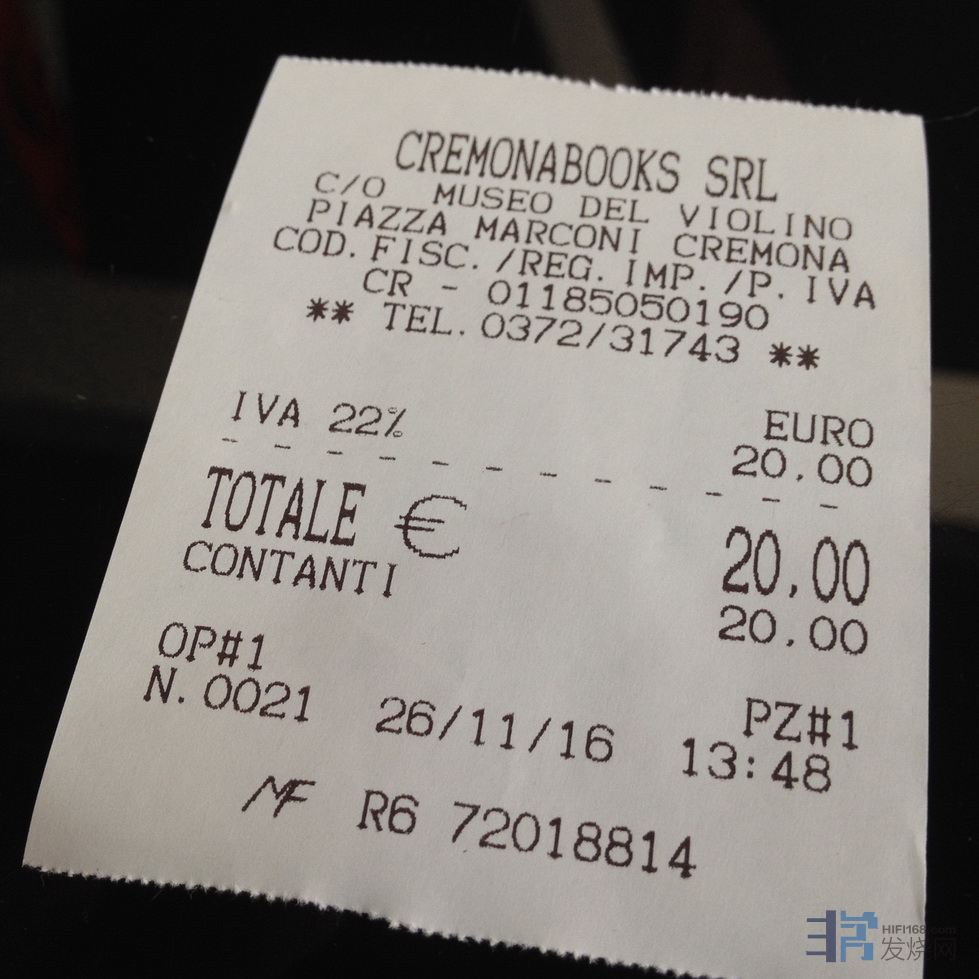 CREMONABOOKS SRL
C/O MUSEO DEL VIOLINO
PIAZZA MARCONI CREMONA
COD.FISC./REG.IMP./P.IVA
CR - 01185050190
** TEL.0372/31743 **
IVA 22% EURO
20,00
TOTALE € 20,00
CONTANTI 20,00
OP#1 PZ#1
N.0021 26/11/16 13:48
MF R6 72018814
HIFI168.com
发烧网